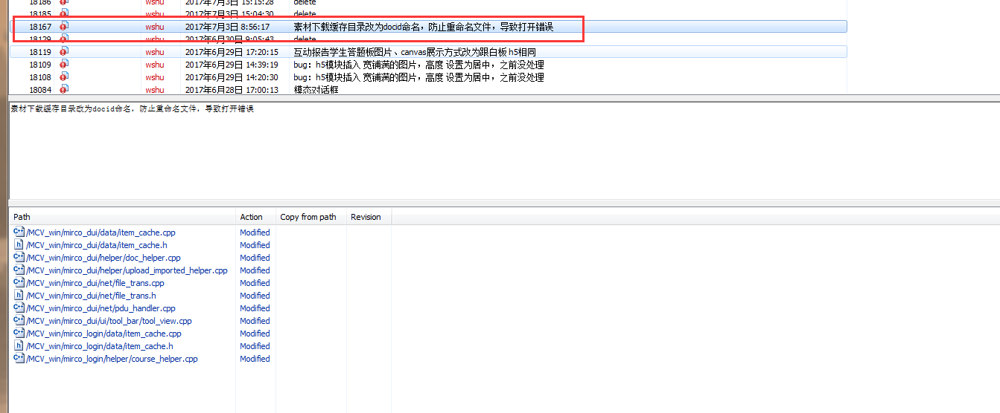 18186 wshu 2017年7月3日 15:15:28 delete
18185 wshu 2017年7月3日 15:04:30 delete
18167 wshu 2017年7月3日 8:56:17 素材下载缓存目录改为docid命名，防止重命名文件，导致打开错误
18129 wshu 2017年6月30日 9:05:43 delete
18119 wshu 2017年6月29日 17:20:15 互动报告学生答题板图片、canvas展示方式改为跟白板 h5相同
18109 wshu 2017年6月29日 14:39:19 bug：h5模块插入 宽铺满的图片，高度 设置为居中，之前没处理
18108 wshu 2017年6月29日 14:20:30 bug：h5模块插入 宽铺满的图片，高度 设置为居中，之前没处理
18084 wshu 2017年6月28日 17:00:13 模态对话框
素材下载缓存目录改为docid命名，防止重命名文件，导致打开错误
Path Action Copy from path Revision
/MCV_win/mirco_dui/data/item_cache.cpp Modified
/MCV_win/mirco_dui/data/item_cache.h Modified
/MCV_win/mirco_dui/helper/doc_helper.cpp Modified
/MCV_win/mirco_dui/helper/upload_imported_helper.cpp Modified
/MCV_win/mirco_dui/net/file_trans.cpp Modified
/MCV_win/mirco_dui/net/file_trans.h Modified
/MCV_win/mirco_dui/net/pdu_handler.cpp Modified
/MCV_win/mirco_dui/ui/tool_bar/tool_view.cpp Modified
/MCV_win/mirco_login/data/item_cache.cpp Modified
/MCV_win/mirco_login/data/item_cache.h Modified
/MCV_win/mirco_login/helper/course_helper.cpp Modified